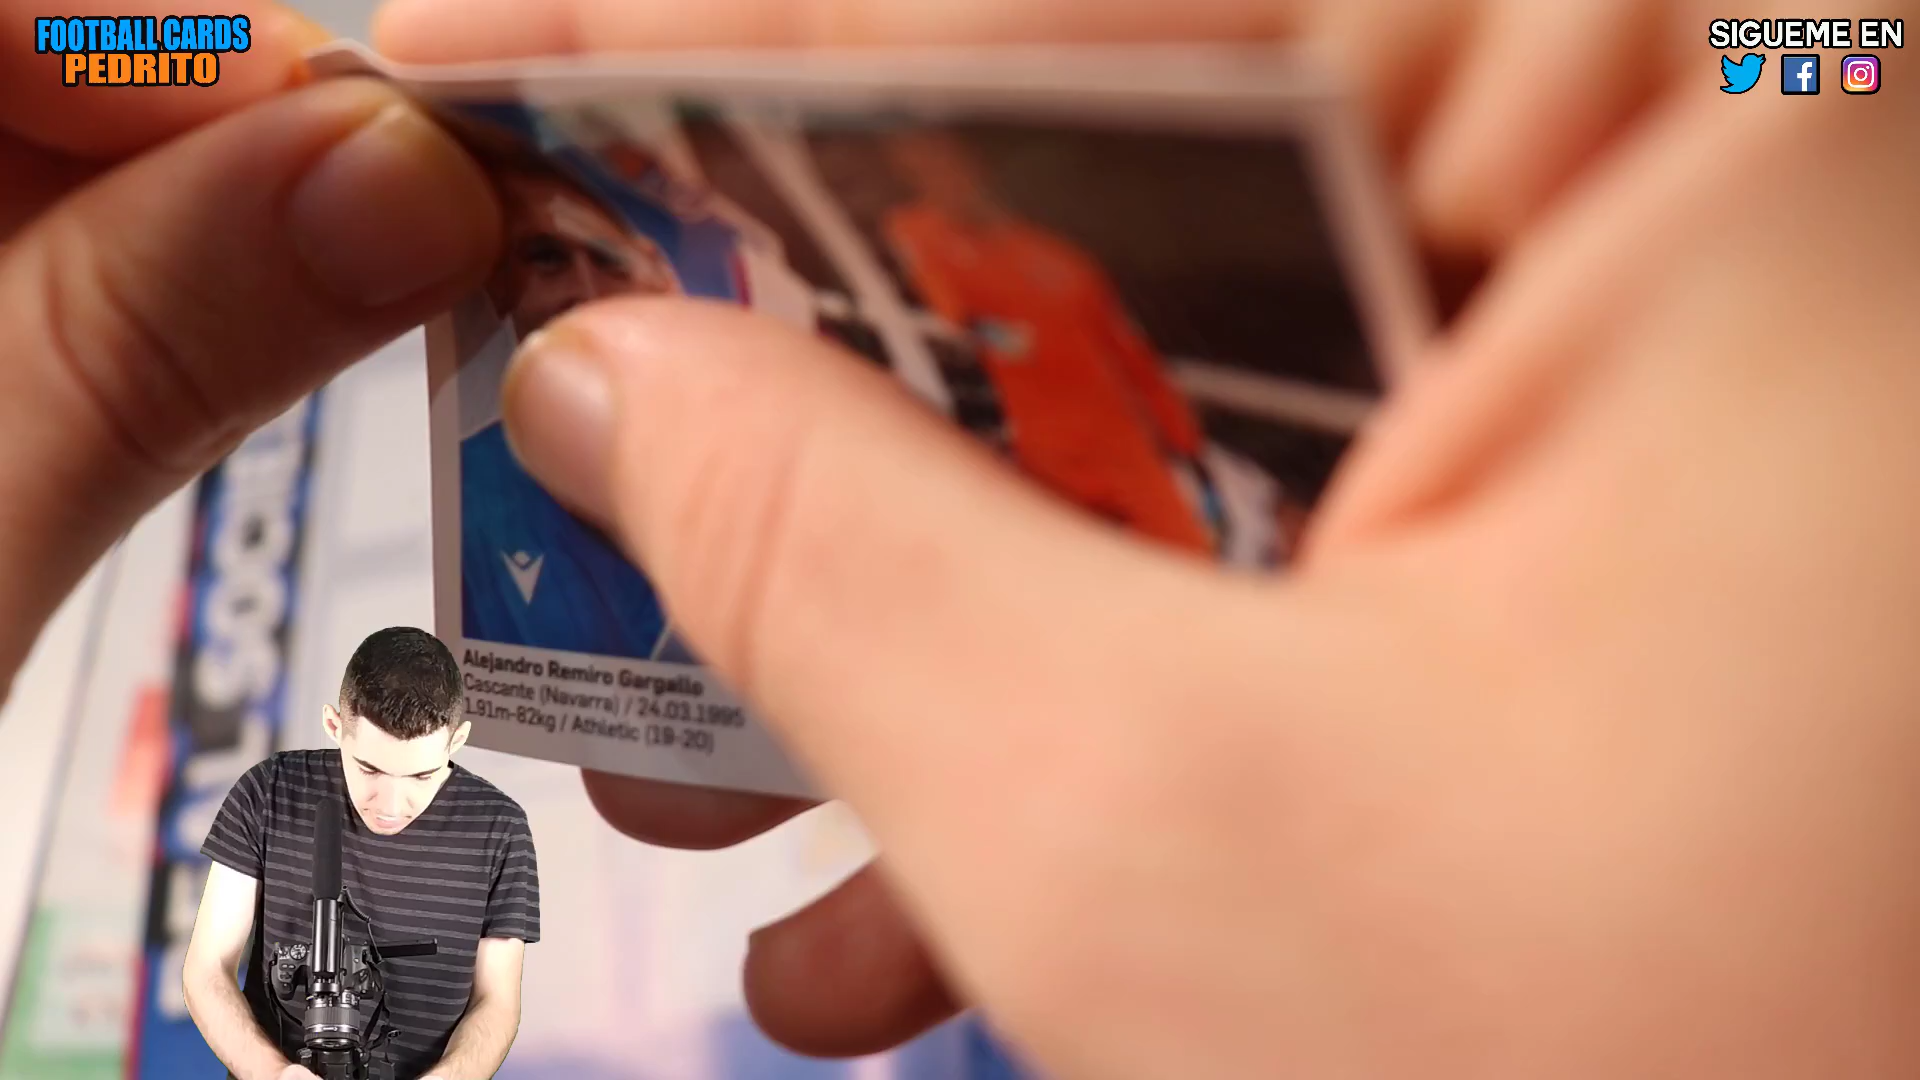 FOOTBALL CARDS
PEDRITO
SIGUEME EN
Alejandro Remiro Gargallo
Cascante (Navarra) / 24.03.1995
1.91m-82kg / Athletic (19-20)